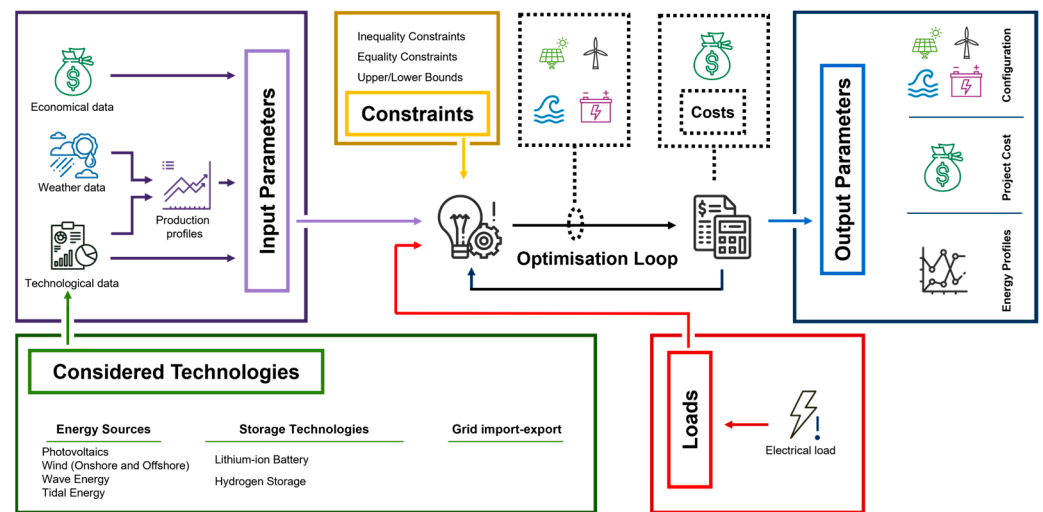 Economical data
Weather data
Production
profiles
Technological data
Input Parameters
Inequality Constraints
Equality Constraints
Upper/Lower Bounds
Constraints
Costs
Optimisation Loop
Output Parameters
Configuration
Project Cost
Energy Profiles
Considered Technologies
Energy Sources
Photovoltaics
Wind (Onshore and Offshore)
Wave Energy
Tidal Energy
Storage Technologies
Lithium-ion Battery
Hydrogen Storage
Grid import-export
Loads
Electrical load